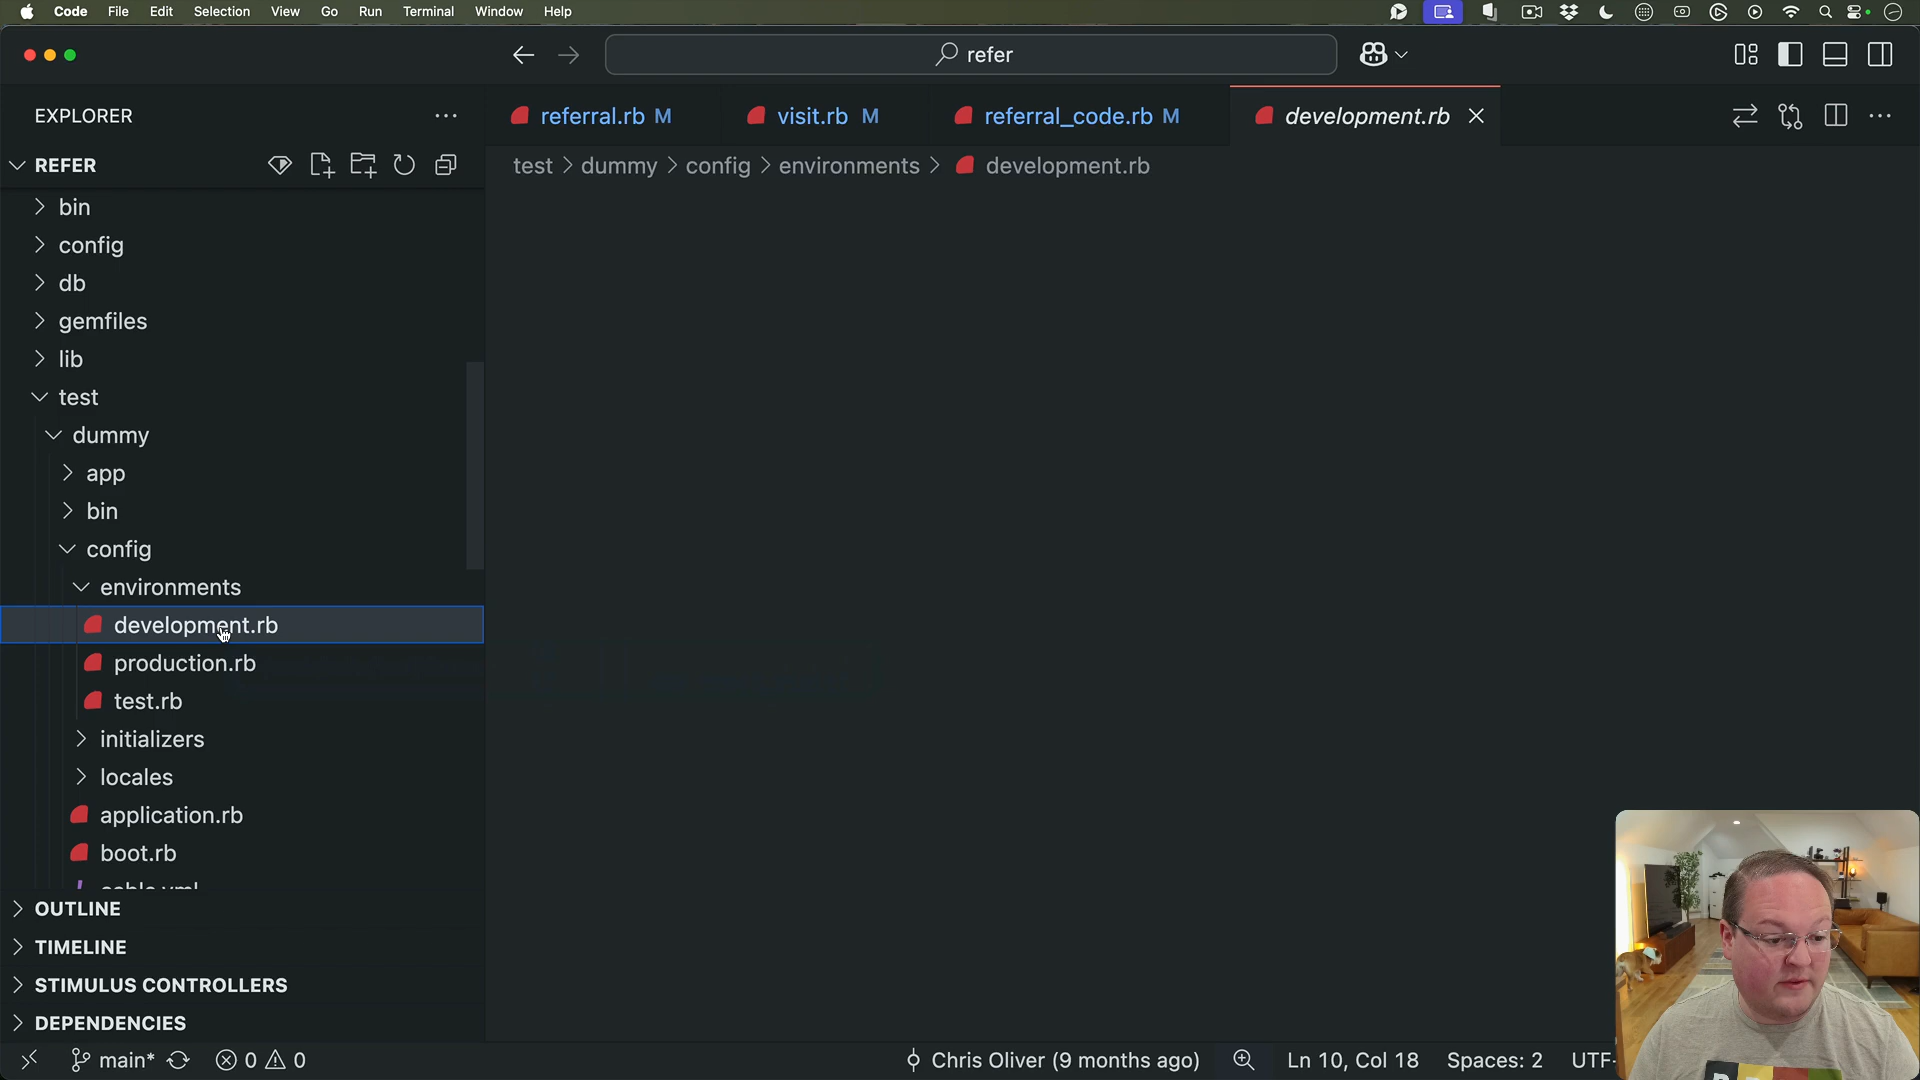 Code File Edit Selection View Go Run Terminal Window Help
refer
EXPLORER
referral.rb M
visit.rb M
referral_code.rb M
development.rb
REFER
test > dummy > config > environments > development.rb
bin
config
db
gemfiles
lib
test
dummy
app
bin
config
environments
development.rb
production.rb
test.rb
initializers
locales
application.rb
boot.rb
OUTLINE
TIMELINE
STIMULUS CONTROLLERS
DEPENDENCIES
main* 0 0 Chris Oliver (9 months ago) Ln 10, Col 18 Spaces: 2 UTF-